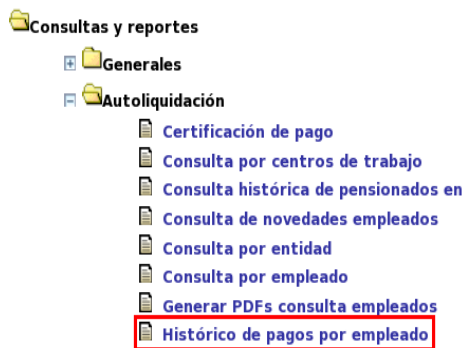 Consultas y reportes
Generales
Autoliquidación
Certificación de pago
Consulta por centros de trabajo
Consulta histórica de pensionados en
Consulta de novedades empleados
Consulta por entidad
Consulta por empleado
Generar PDFs consulta empleados
Histórico de pagos por empleado